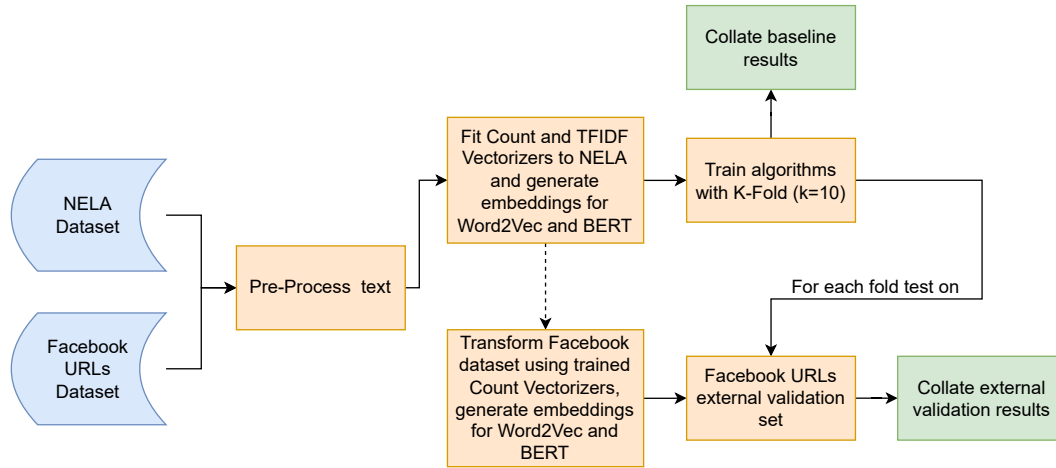 Collate baseline
results
Fit Count and TFIDF
Vectorizers to NELA
and generate
embeddings for
Word2Vec and BERT
Train algorithms
with K-Fold (k=10)
NELA
Dataset
Pre-Process text
For each fold test on
Facebook
URLs
Dataset
Transform Facebook
dataset using trained
Count Vectorizers,
generate embeddings
for Word2Vec and
BERT
Facebook URLs
external validation
set
Collate external
validation results